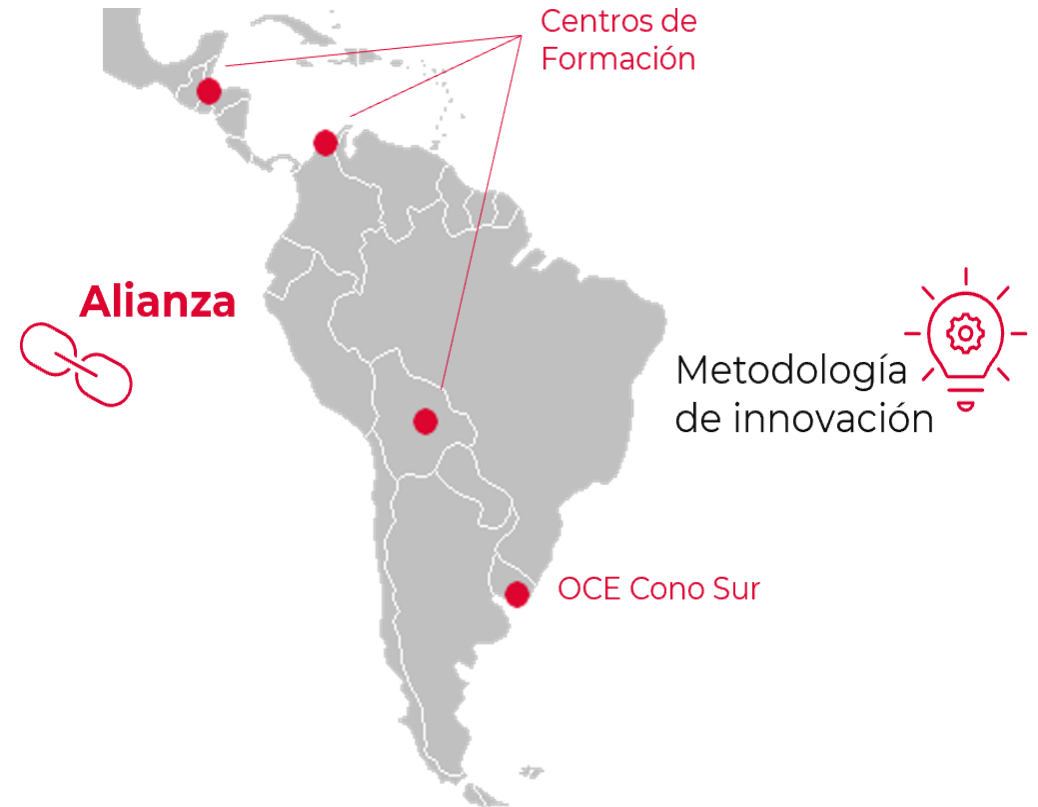 Centros de
Formación
Alianza
Metodología
de innovación
OCE Cono Sur